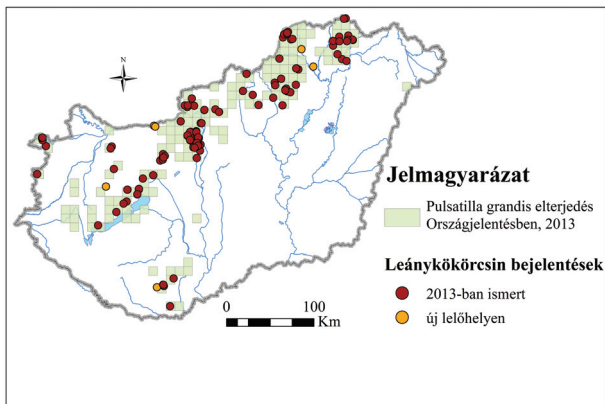 N
Jelmagyarázat
Pulsatilla grandis elterjedés
Országjelentésben, 2013
Leánykökörcsin bejelentések
2013-ban ismert
új lelőhelyen
0 100
Km